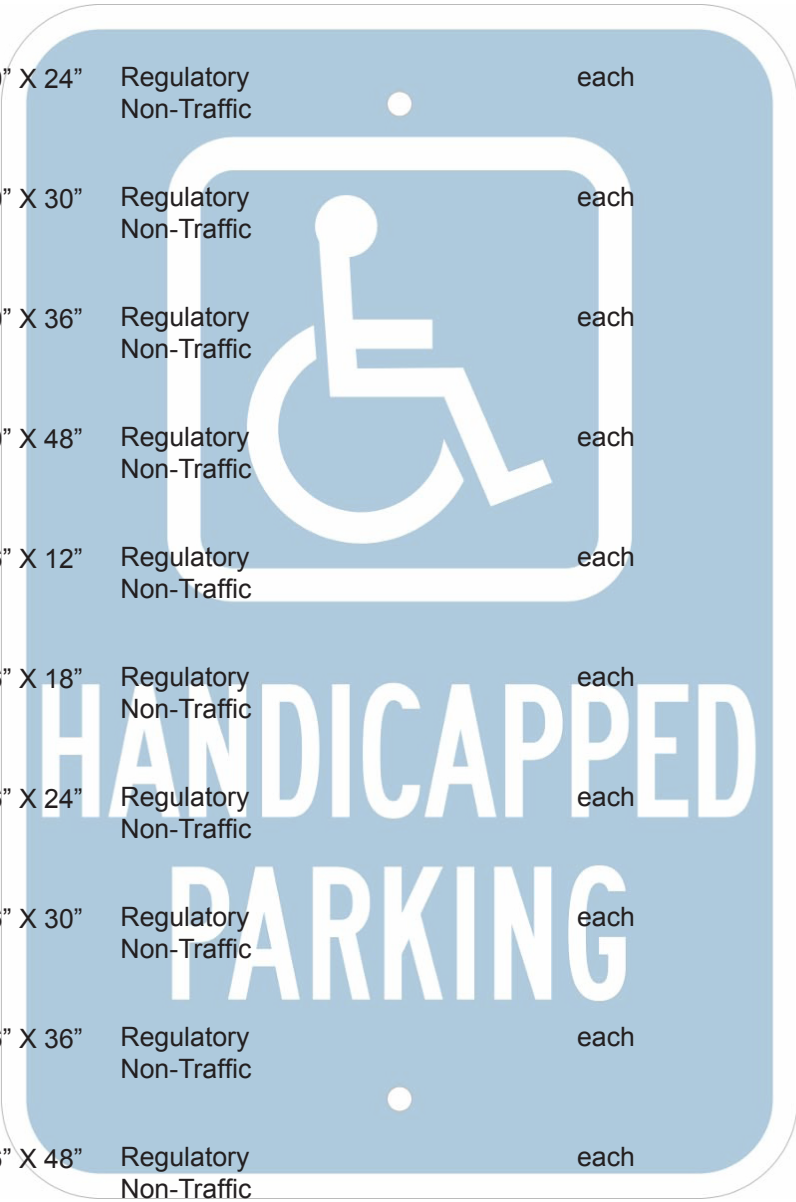 ” X 24” Regulatory each
Non-Traffic
” X 30” Regulatory each
Non-Traffic
” X 36” Regulatory each
Non-Traffic
” X 48” Regulatory each
Non-Traffic
” X 12” Regulatory each
Non-Traffic
” X 18” Regulatory each
Non-Traffic
HANDICAPPED
” X 24” Regulatory each
Non-Traffic
PARKING
” X 30” Regulatory each
Non-Traffic
” X 36” Regulatory each
Non-Traffic
” X 48” Regulatory each
Non-Traffic